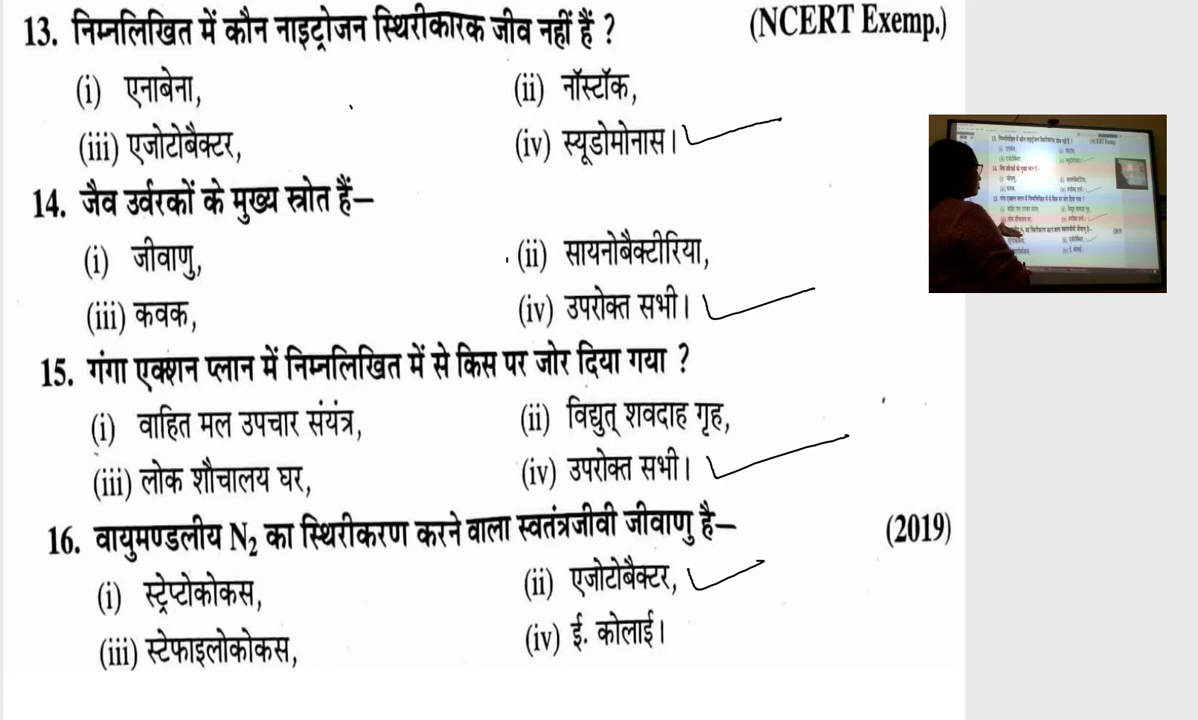 13. निम्नलिखित में कौन नाइट्रोजन स्थिरीकारक जीव नहीं हैं ? (NCERT Exemp.)
(i) एनाबेना, (ii) नॉस्टॉक,
(iii) एजोटोबैक्टर, (iv) स्यूडोमोनास।
14. जैव उर्वरकों के मुख्य स्रोत हैं–
(i) जीवाणु, (ii) सायनोबैक्टीरिया,
(iii) कवक, (iv) उपरोक्त सभी।
15. गंगा एक्शन प्लान में निम्नलिखित में से किस पर जोर दिया गया ?
(i) वाहित मल उपचार संयंत्र, (ii) विद्युत् शवदाह गृह,
(iii) लोक शौचालय घर, (iv) उपरोक्त सभी।
16. वायुमण्डलीय N₂ का स्थिरीकरण करने वाला स्वतंत्रजीवी जीवाणु है– (2019)
(i) स्ट्रेप्टोकोकस, (ii) एजोटोबैक्टर,
(iii) स्टेफाइलोकोकस, (iv) ई. कोलाई।